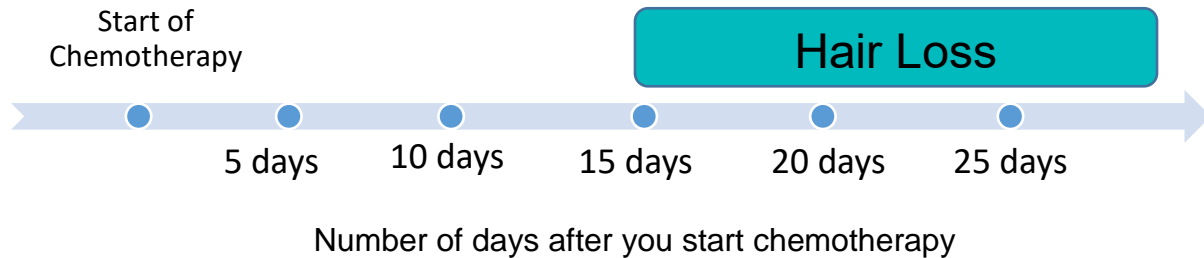 Start of
Chemotherapy
Hair Loss
5 days
10 days
15 days
20 days
25 days
Number of days after you start chemotherapy